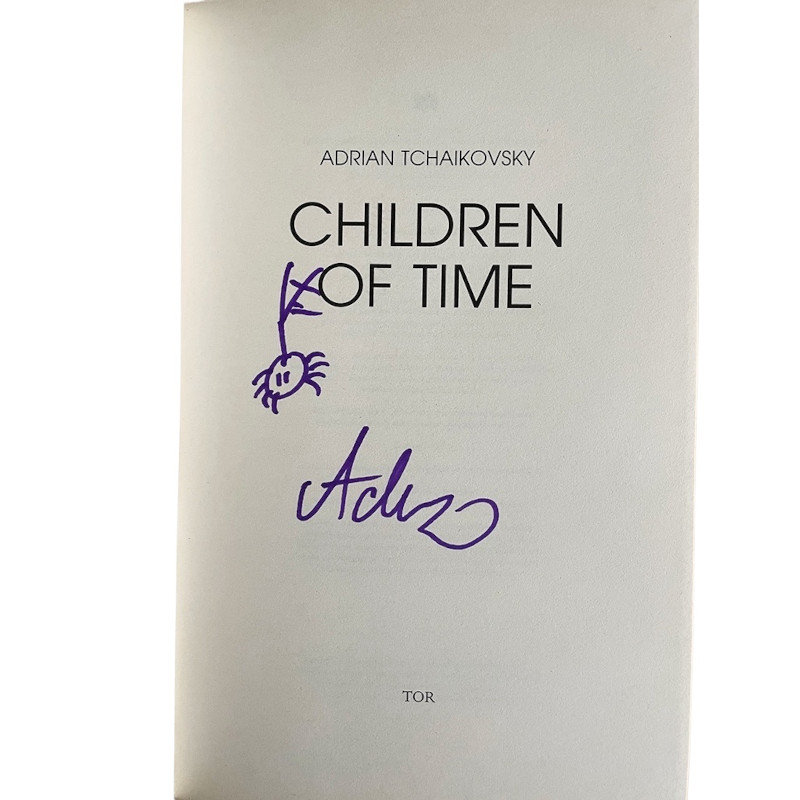 ADRIAN TCHAIKOVSKY
CHILDREN
OF TIME
TOR